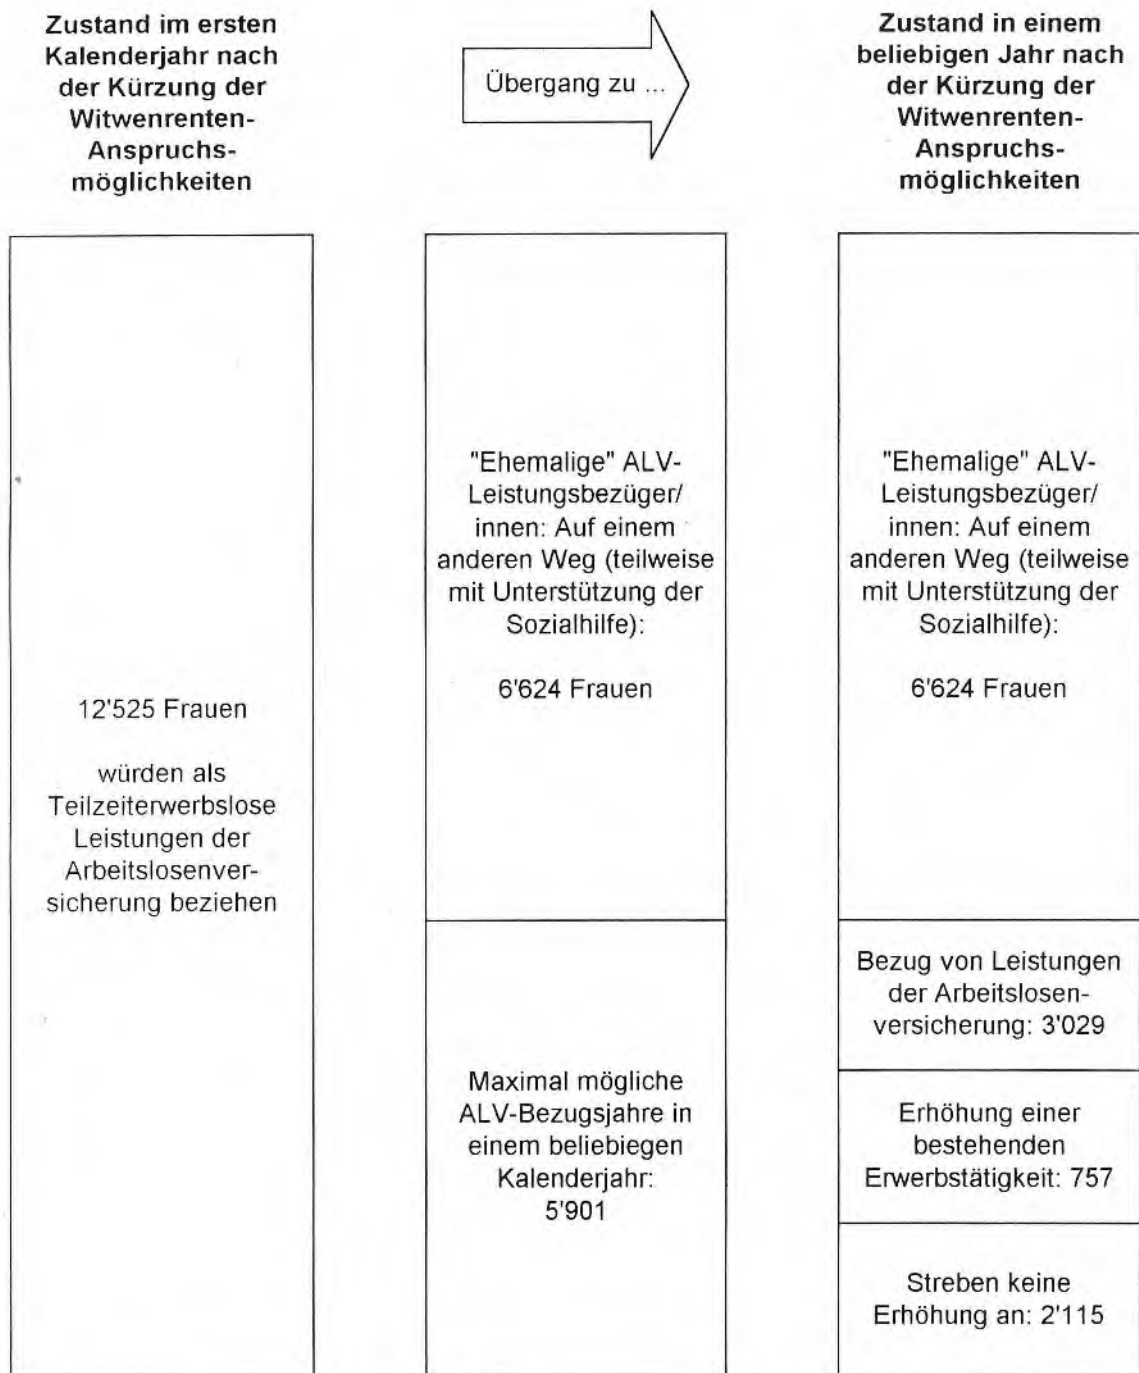 Zustand im ersten
Kalenderjahr nach
der Kürzung der
Witwenrenten-
Anspruchs-
möglichkeiten
Übergang zu ...
Zustand in einem
beliebigen Jahr nach
der Kürzung der
Witwenrenten-
Anspruchs-
möglichkeiten
12'525 Frauen
würden als
Teilzeiterwerbslose
Leistungen der
Arbeitslosenver-
sicherung beziehen
"Ehemalige" ALV-
Leistungsbezüger/
innen: Auf einem
anderen Weg (teilweise
mit Unterstützung der
Sozialhilfe):
6'624 Frauen
Maximal mögliche
ALV-Bezugsjahre in
einem beliebiegen
Kalenderjahr:
5'901
"Ehemalige" ALV-
Leistungsbezüger/
innen: Auf einem
anderen Weg (teilweise
mit Unterstützung der
Sozialhilfe):
6'624 Frauen
Bezug von Leistungen
der Arbeitslosen-
versicherung: 3'029
Erhöhung einer
bestehenden
Erwerbstätigkeit: 757
Streben keine
Erhöhung an: 2'115